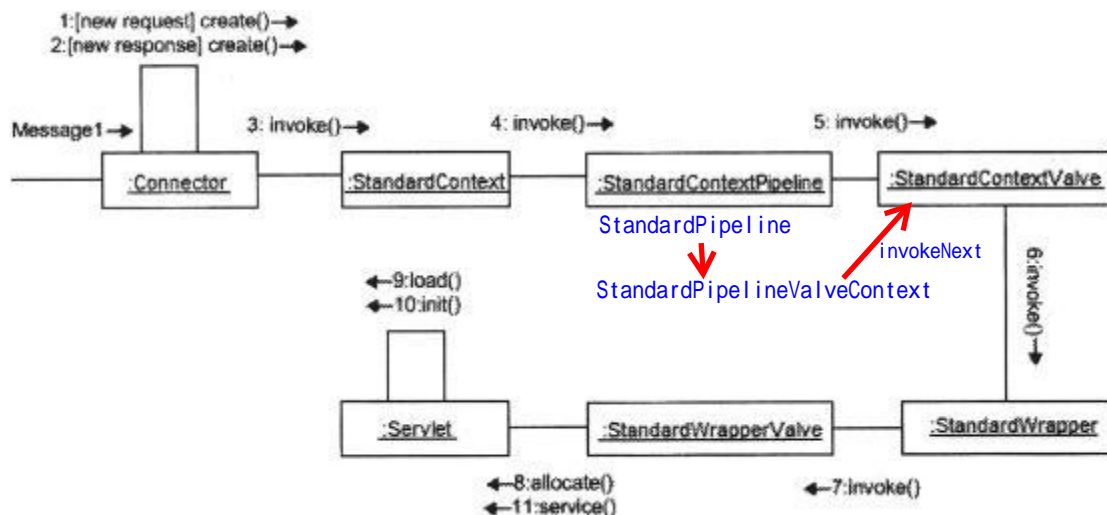 1:[new request] create()→
2:[new response] create()→
Message1→
3: invoke()→
4: invoke()→
5: invoke()→
:Connector
:StandardContext
:StandardContextPipeline
:StandardContextValve
StandardPipeline
invokeNext
StandardPipelineValveContext
6:invoke()→
←9:load()
←10:init()
:Servlet
:StandardWrapperValve
:StandardWrapper
←8:allocate()
←11:service()
←7:invoke()